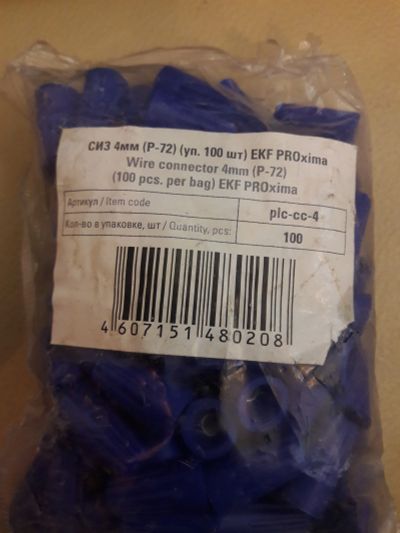 СИЗ 4мм (Р-72) (уп. 100 шт) EKF PROxima
Wire connector 4mm (P-72)
(100 pcs. per bag) EKF PROxima
Артикул / Item code plc-cc-4
Кол-во в упаковке, шт / Quantity, pcs: 100
4 607151 480208